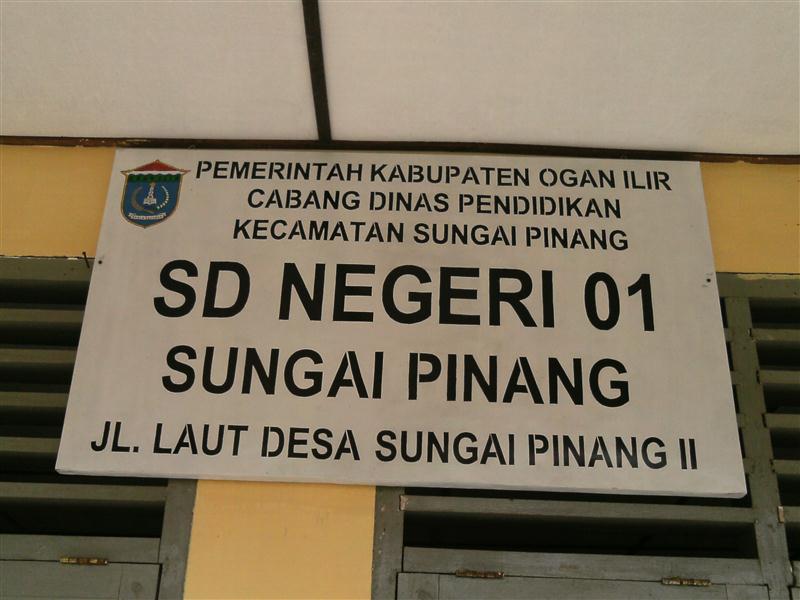 PEMERINTAH KABUPATEN OGAN ILIR
CABANG DINAS PENDIDIKAN
KECAMATAN SUNGAI PINANG
SD NEGERI 01
SUNGAI PINANG
JL. LAUT DESA SUNGAI PINANG II